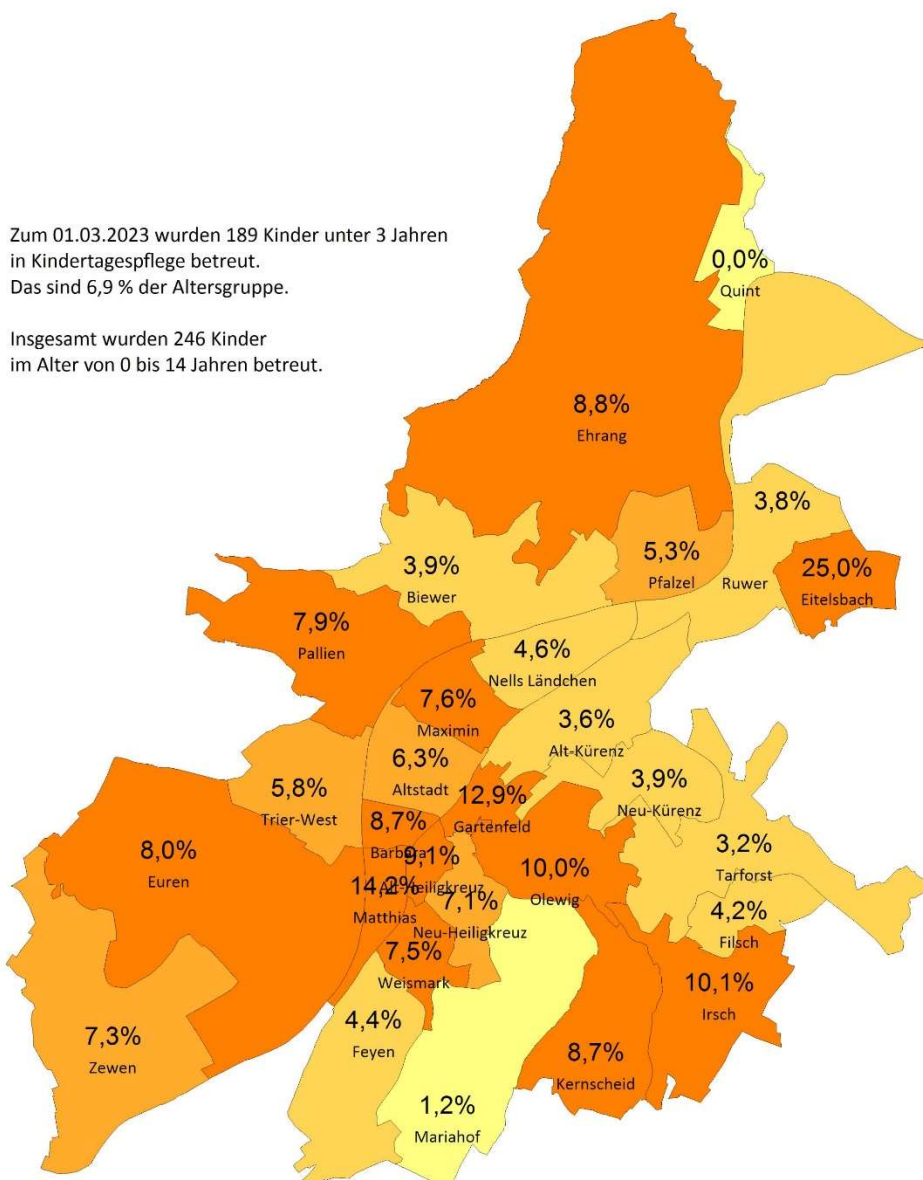 Zum 01.03.2023 wurden 189 Kinder unter 3 Jahren
in Kindertagespflege betreut.
Das sind 6,9 % der Altersgruppe.
Insgesamt wurden 246 Kinder
im Alter von 0 bis 14 Jahren betreut.
0,0%
Quint
8,8%
Ehrang
3,8%
Ruwer
5,3%
Pfalzel
25,0%
Eitelsbach
3,9%
Biewer
7,9%
Pallien
4,6%
Nells Ländchen
7,6%
Maximin
3,6%
Alt-Kürenz
6,3%
Altstadt
5,8%
Trier-West
3,9%
Neu-Kürenz
12,9%
Gartenfeld
8,7%
Barbara
9,1%
Alt-Heiligkreuz
3,2%
Tarforst
8,0%
Euren
10,0%
Olewig
14,2%
Matthias
7,1%
Neu-Heiligkreuz
4,2%
Filsch
7,5%
Weismark
10,1%
Irsch
4,4%
Feyen
7,3%
Zewen
8,7%
Kernscheid
1,2%
Mariahof